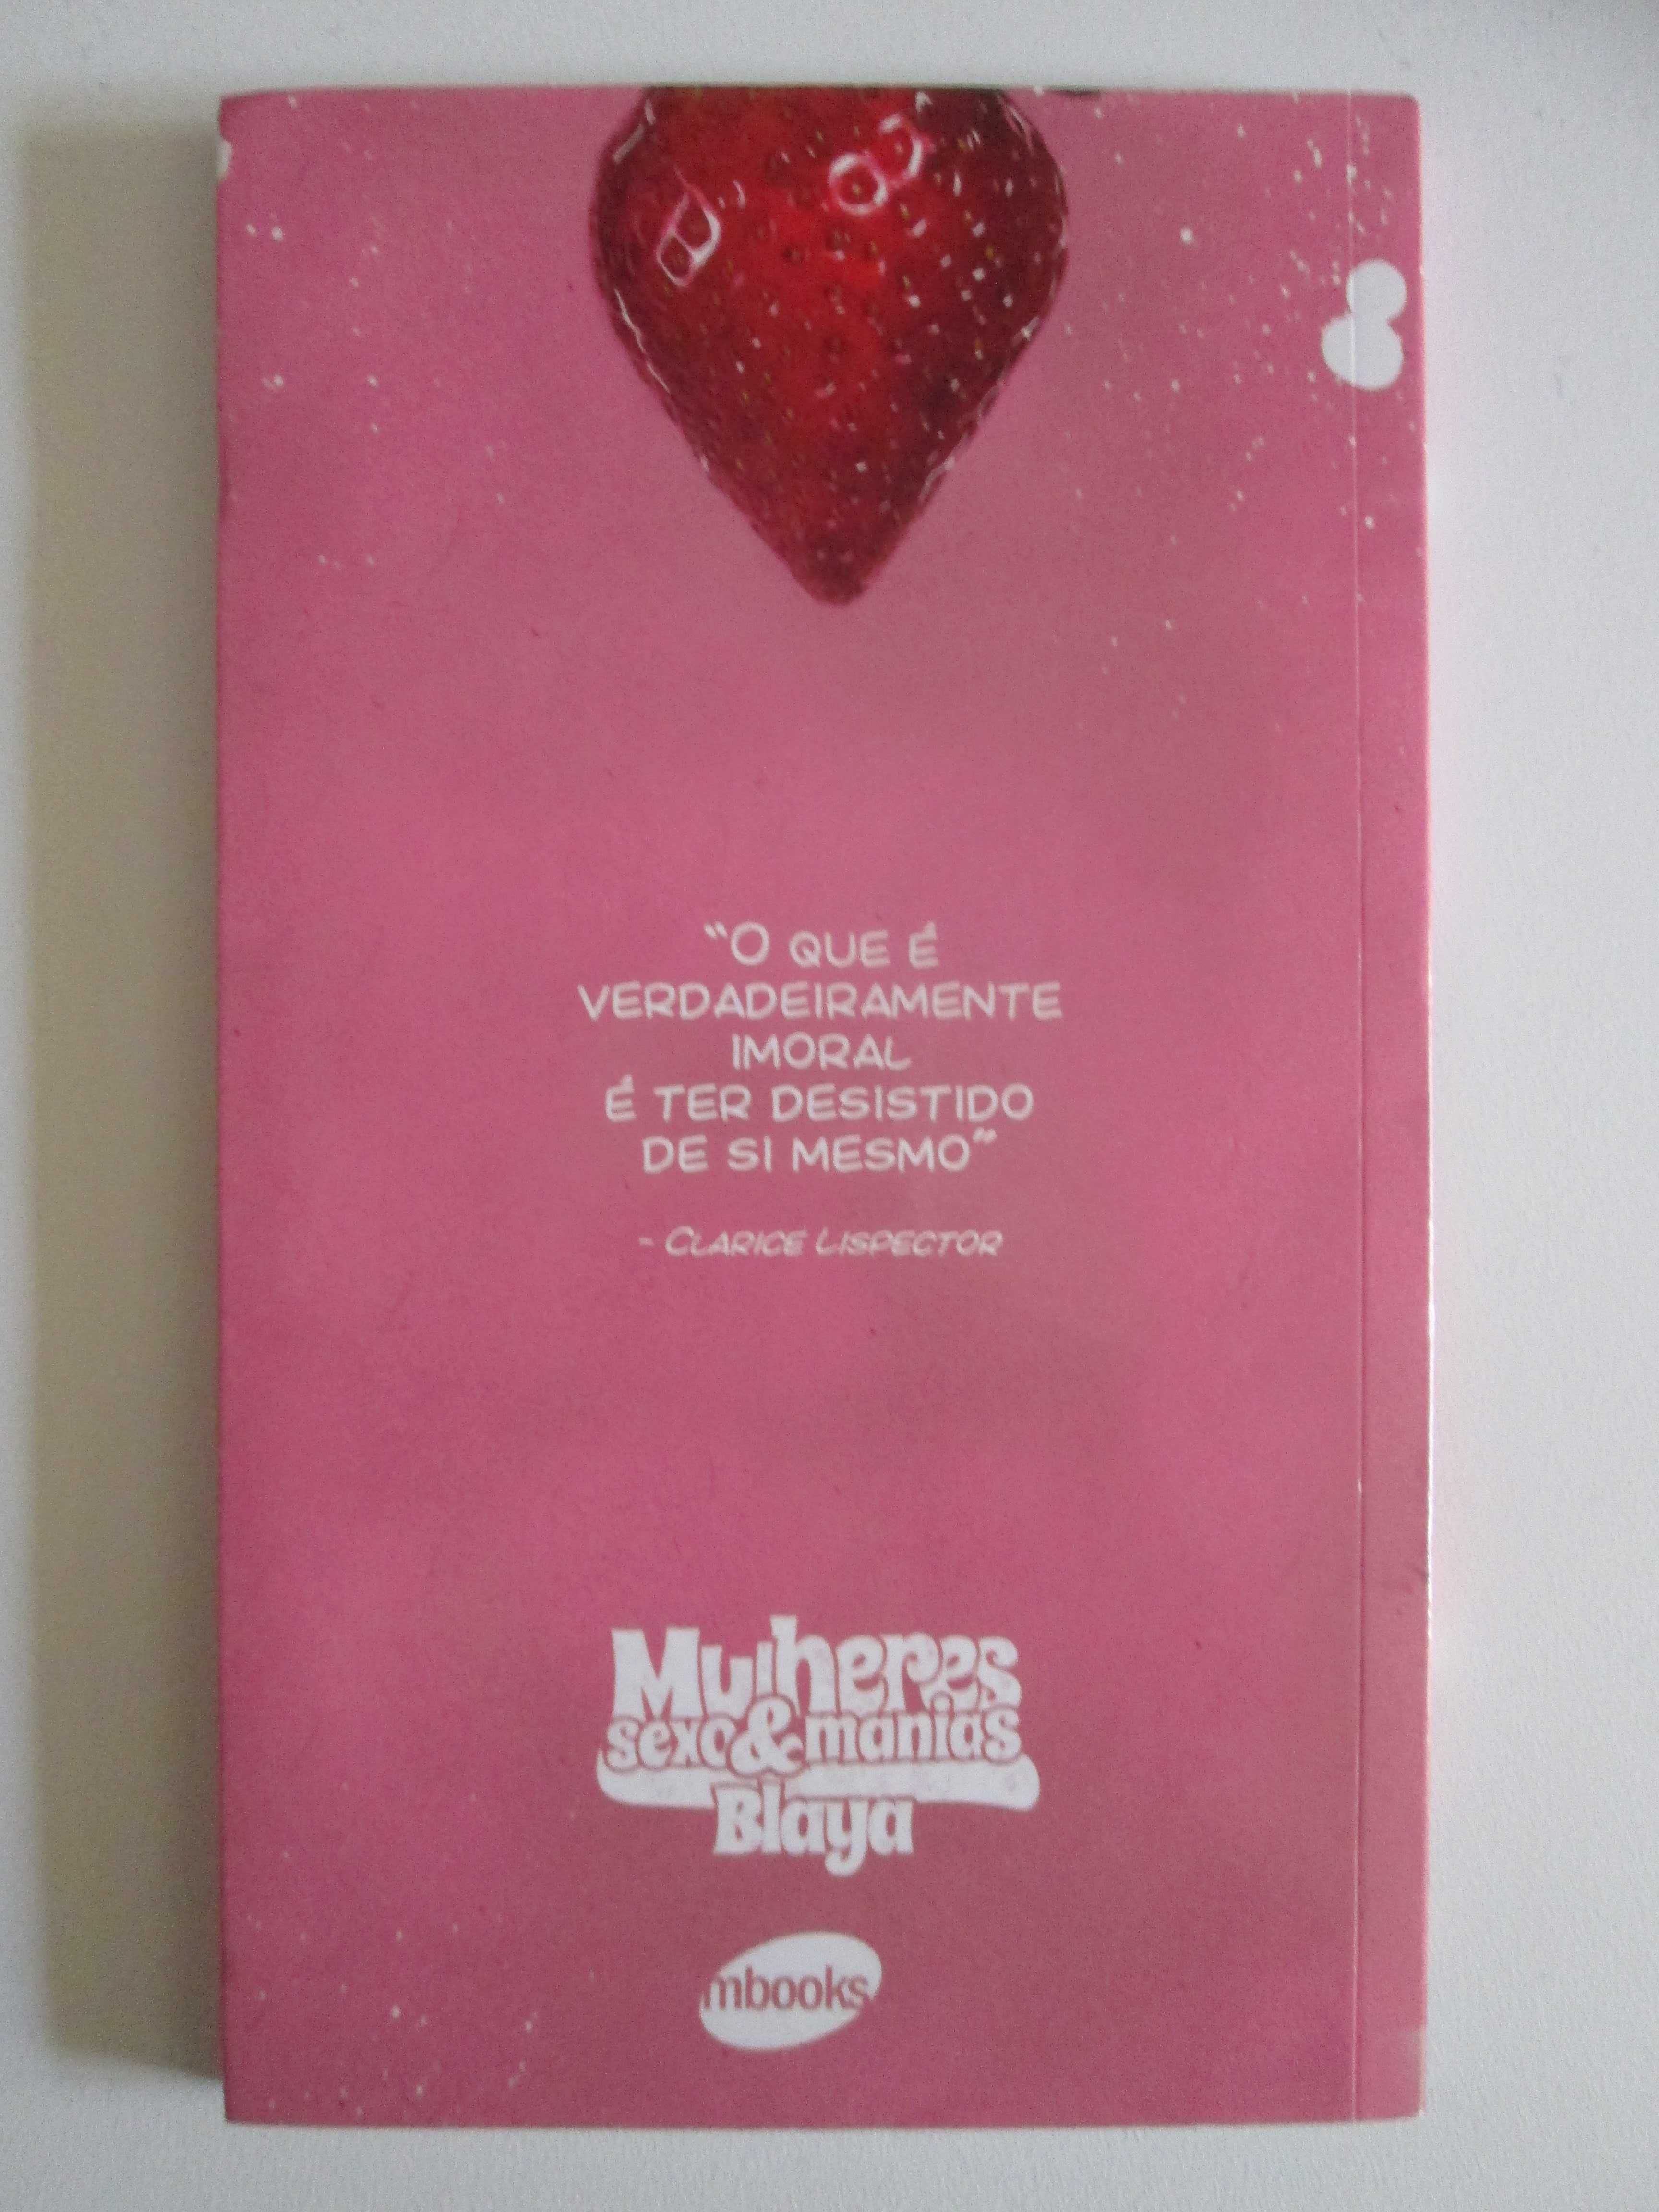 "O QUE É
VERDADEIRAMENTE
IMORAL
É TER DESISTIDO
DE SI MESMO"
- CLARICE LISPECTOR
Mulheres
sexo & manias
Blaya
mbooks